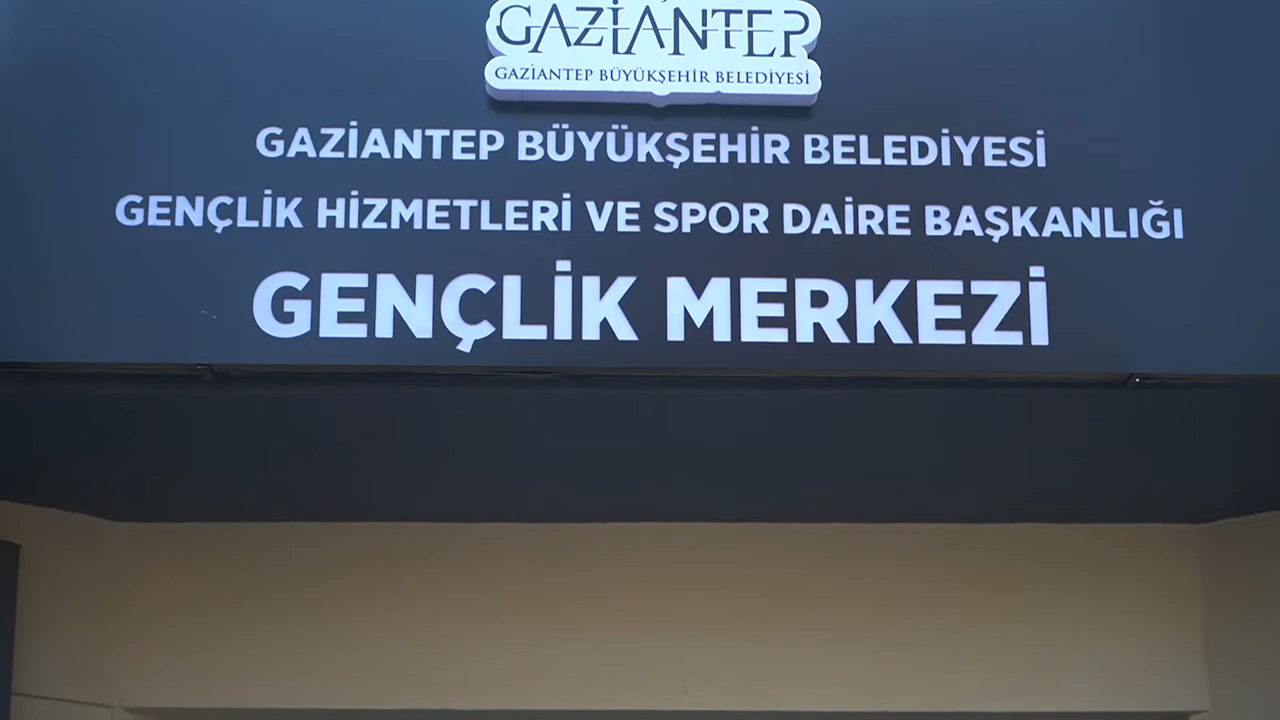 GAZİANTEP
GAZİANTEP BÜYÜKŞEHİR BELEDİYESİ
GAZİANTEP BÜYÜKŞEHİR BELEDİYESİ
GENÇLİK HİZMETLERİ VE SPOR DAİRE BAŞKANLIĞI
GENÇLİK MERKEZİ